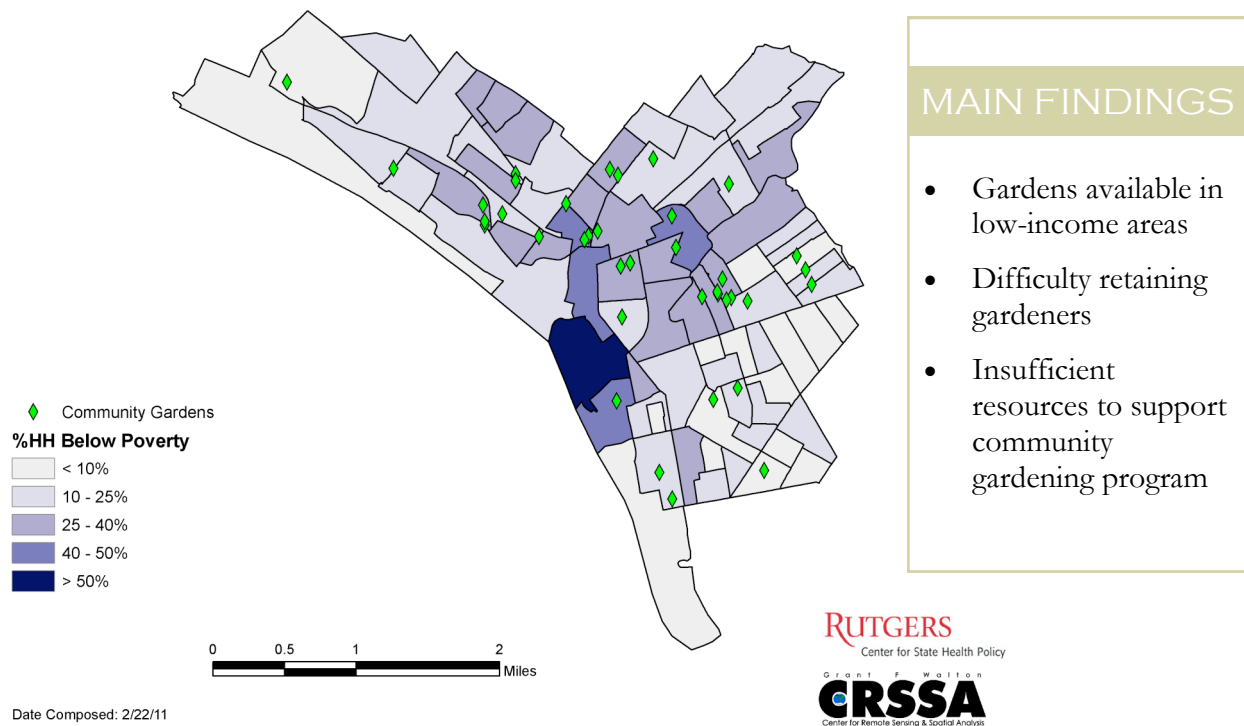 MAIN FINDINGS
• Gardens available in
low-income areas
• Difficulty retaining
gardeners
• Insufficient
resources to support
community
gardening program
Community Gardens
%HH Below Poverty
< 10%
10 - 25%
25 - 40%
40 - 50%
> 50%
0 0.5 1 2
Miles
Date Composed: 2/22/11
RUTGERS
Center for State Health Policy
Grant F Walton
CRSSA
Center for Remote Sensing & Spatial Analysis